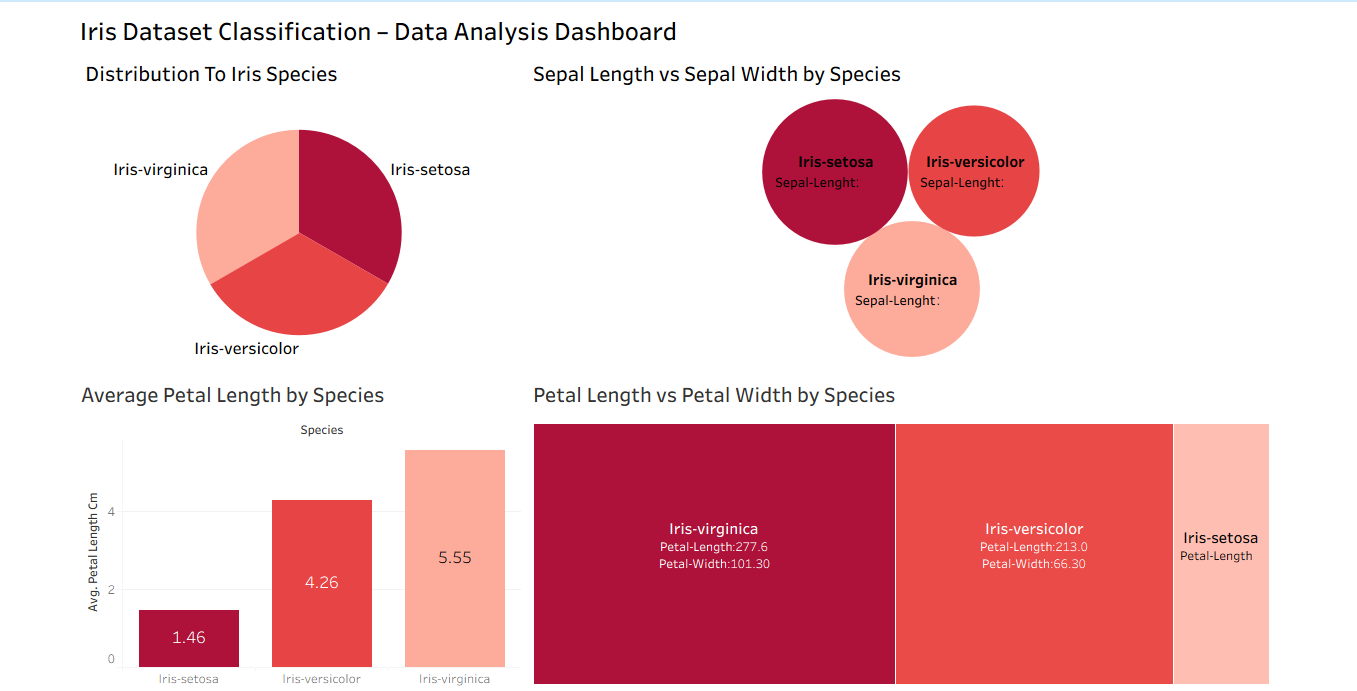 Iris Dataset Classification – Data Analysis Dashboard
Distribution To Iris Species
Iris-virginica
Iris-setosa
Iris-versicolor
Sepal Length vs Sepal Width by Species
Iris-setosa
Sepal-Lenght:
Iris-versicolor
Sepal-Lenght:
Iris-virginica
Sepal-Lenght:
Average Petal Length by Species
Species
Avg. Petal Length Cm
4
2
0
1.46
4.26
5.55
Iris-setosa
Iris-versicolor
Iris-virginica
Petal Length vs Petal Width by Species
Iris-virginica
Petal-Length:277.6
Petal-Width:101.30
Iris-versicolor
Petal-Length:213.0
Petal-Width:66.30
Iris-setosa
Petal-Length